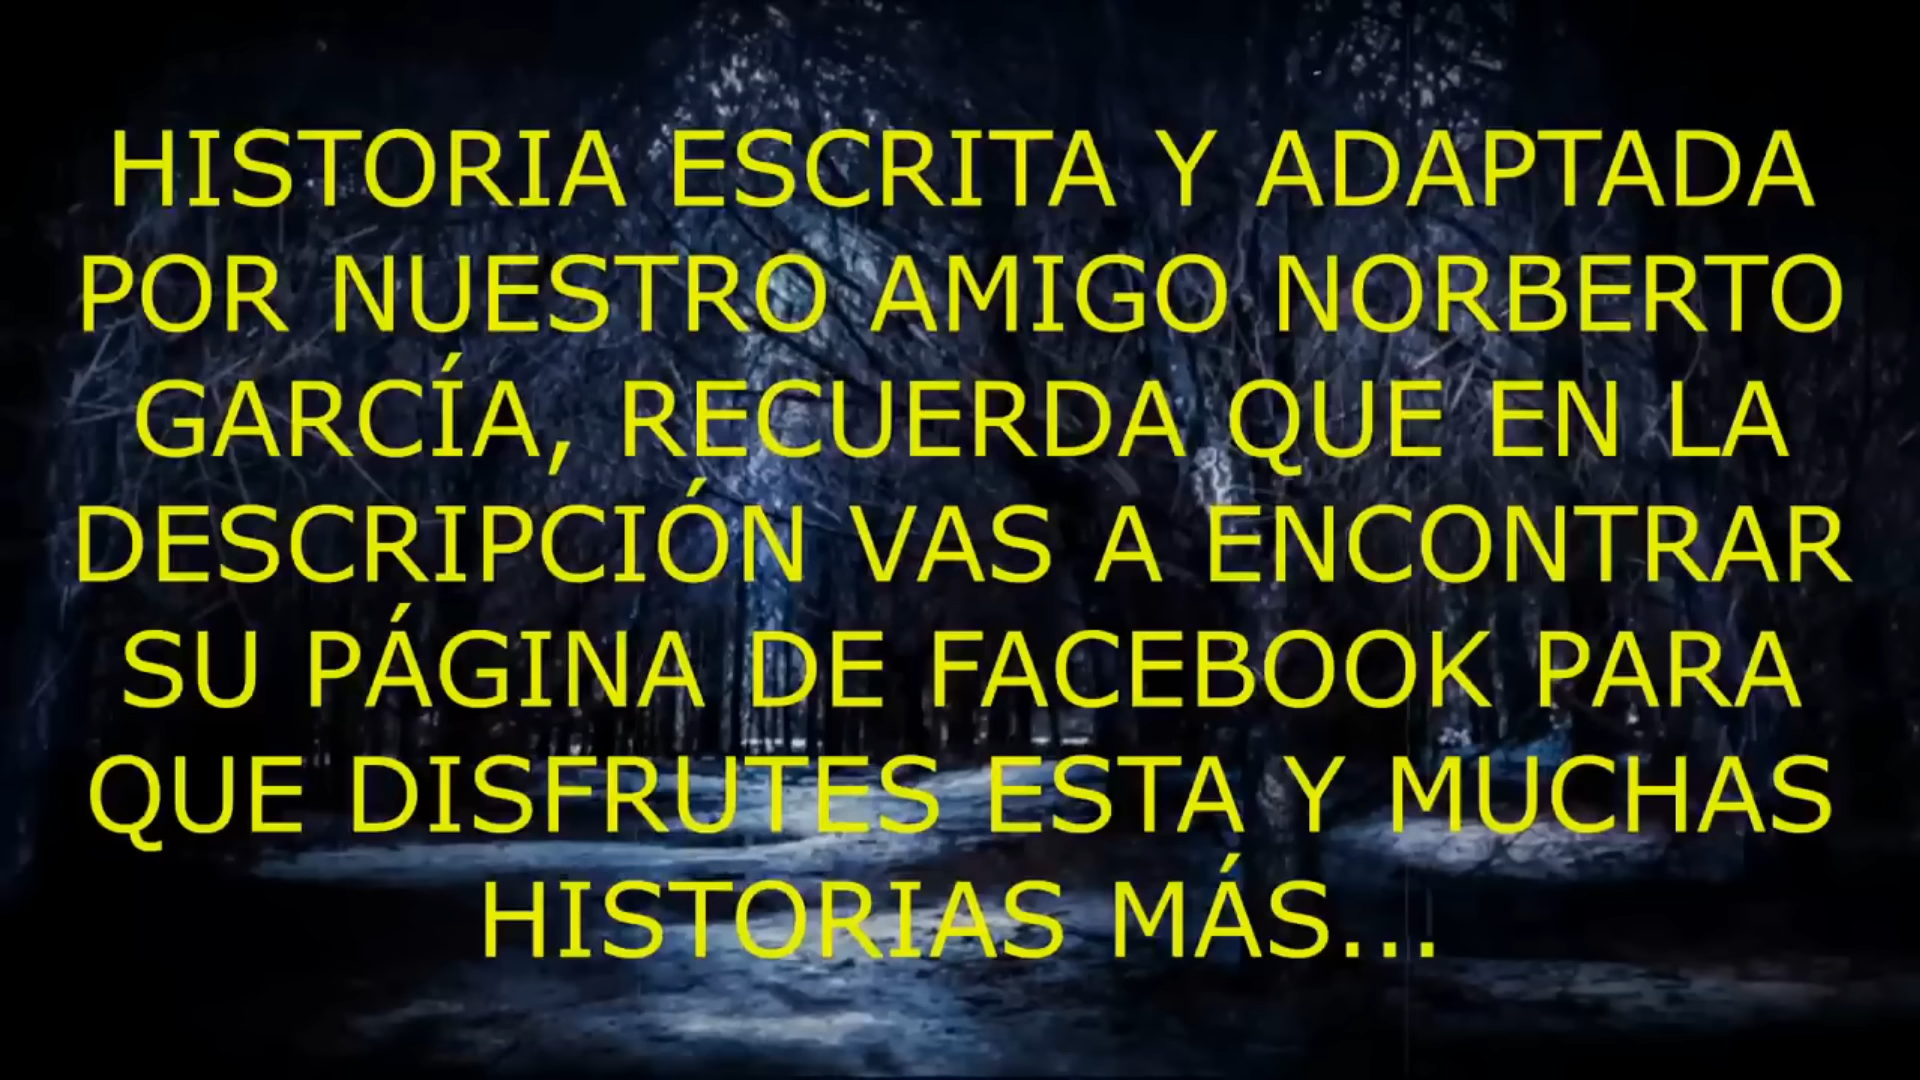 HISTORIA ESCRITA Y ADAPTADA
POR NUESTRO AMIGO NORBERTO
GARCÍA, RECUERDA QUE EN LA
DESCRIPCIÓN VAS A ENCONTRAR
SU PÁGINA DE FACEBOOK PARA
QUE DISFRUTES ESTA Y MUCHAS
HISTORIAS MÁS...